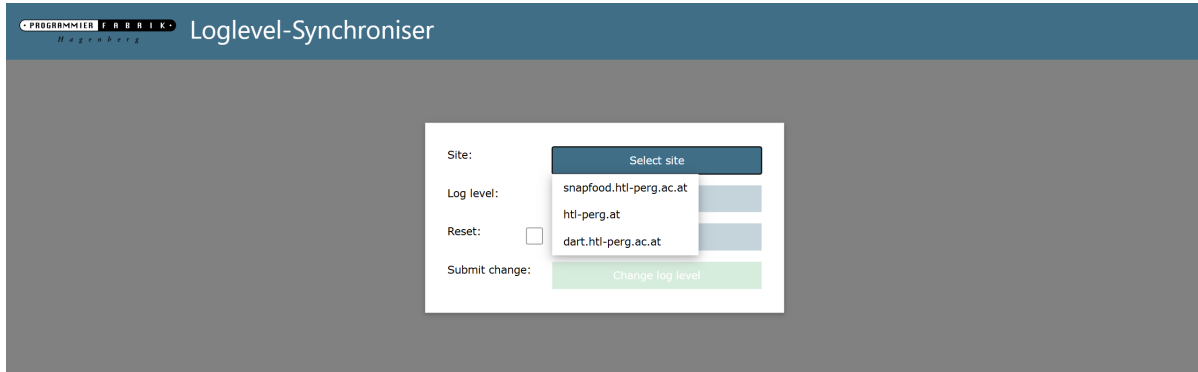 PROGRAMMIER FABRIK
Hagenberg
Loglevel-Synchroniser
Site:
Select site
snapfood.htl-perg.ac.at
Log level:
htl-perg.at
Reset:
dart.htl-perg.ac.at
Submit change:
Change log level